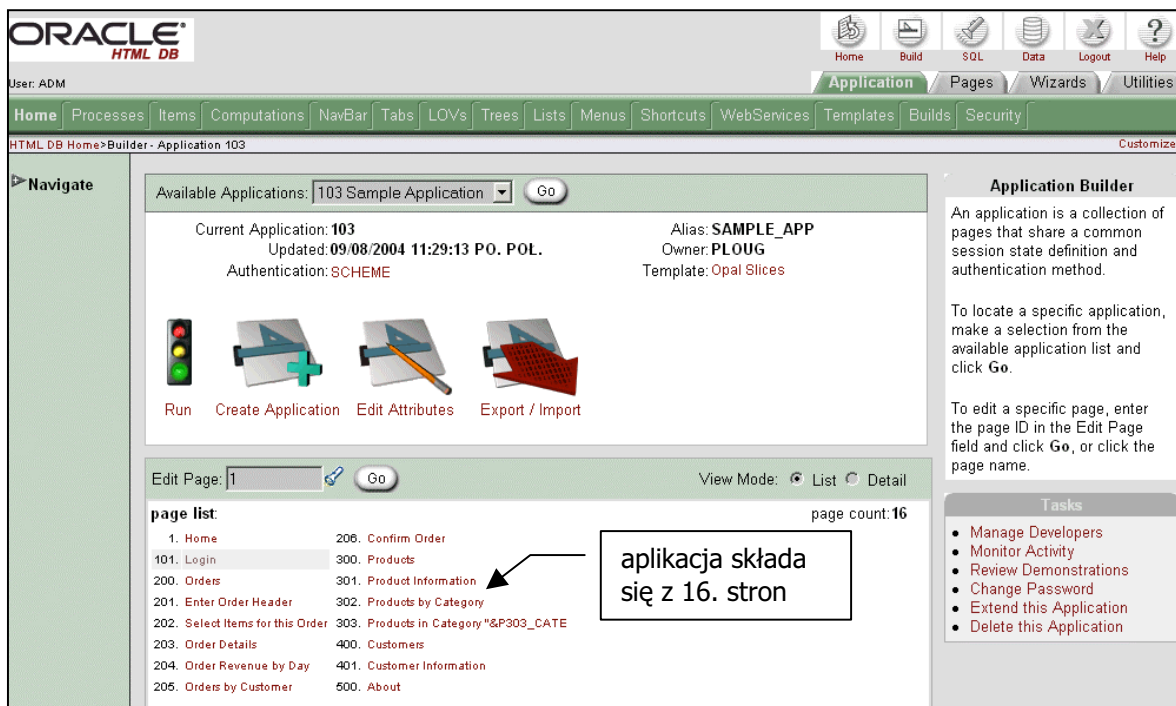 ORACLE
HTML DB
Home Build SQL Data Logout Help
User: ADM
Application Pages Wizards Utilities
Home Processes Items Computations NavBar Tabs LOVs Trees Lists Menus Shortcuts WebServices Templates Builds Security
HTML DB Home>Builder - Application 103 Customize
Navigate
Available Applications: 103 Sample Application Go
Current Application: 103 Alias: SAMPLE_APP
Updated: 09/08/2004 11:29:13 PO. POŁ. Owner: PLOUG
Authentication: SCHEME Template: Opal Slices
Run Create Application Edit Attributes Export / Import
Edit Page: 1 Go View Mode: List Detail
page list: page count:16
1. Home 206. Confirm Order
101. Login 300. Products
200. Orders 301. Product Information
201. Enter Order Header 302. Products by Category
202. Select Items for this Order 303. Products in Category "&P303_CATE
203. Order Details 400. Customers
204. Order Revenue by Day 401. Customer Information
205. Orders by Customer 500. About
aplikacja składa
się z 16. stron
Application Builder
An application is a collection of
pages that share a common
session state definition and
authentication method.
To locate a specific application,
make a selection from the
available application list and
click Go.
To edit a specific page, enter
the page ID in the Edit Page
field and click Go, or click the
page name.
Tasks
Manage Developers
Monitor Activity
Review Demonstrations
Change Password
Extend this Application
Delete this Application